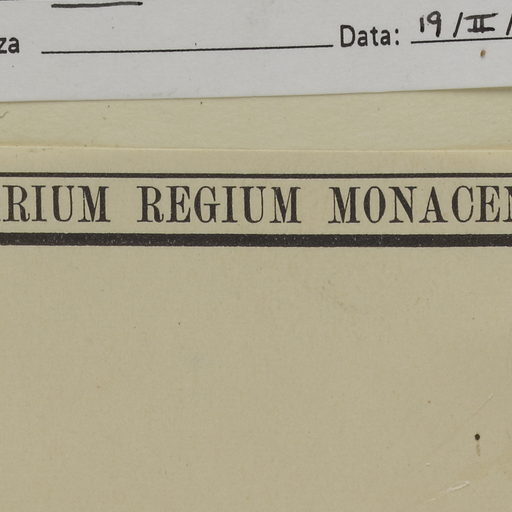 za Data: 19/II/
RIUM REGIUM MONACEN